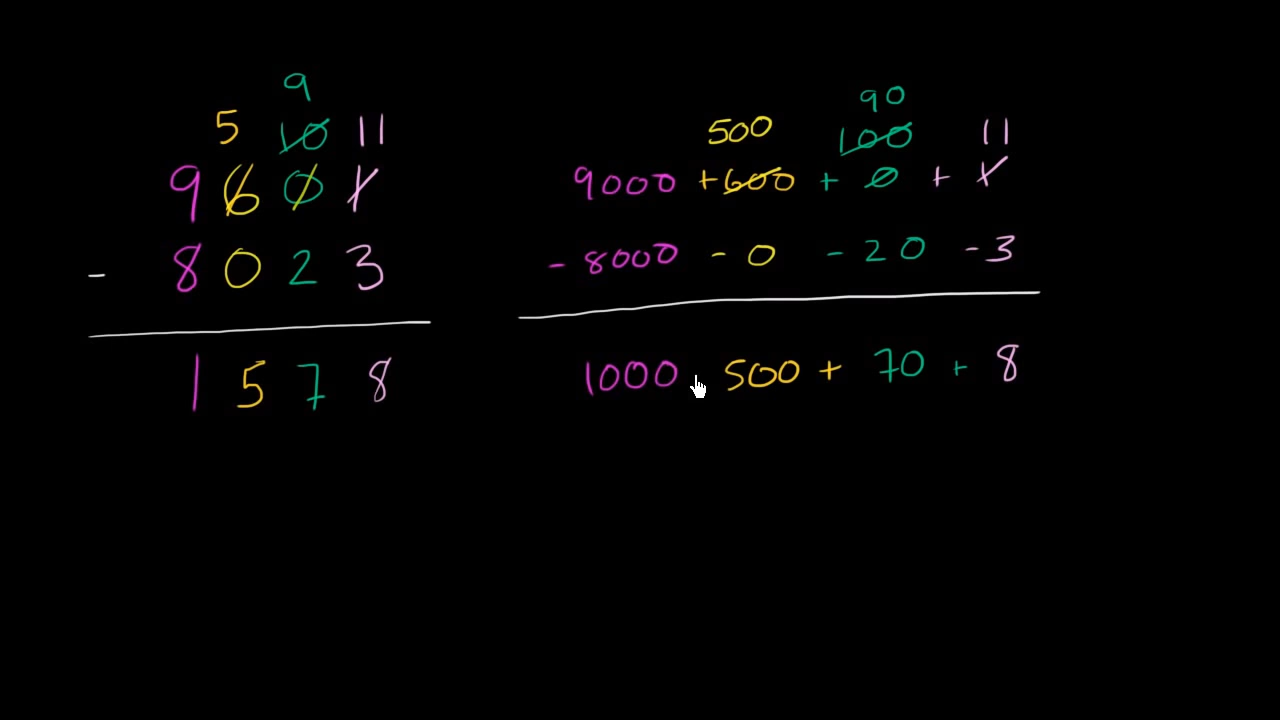 9
5 10 11
9 6 0 1
- 8 0 2 3
1 5 7 8
90
500 100 11
9000 + 600 + 0 + 1
- 8000 - 0 - 20 - 3
1000 500 + 70 + 8